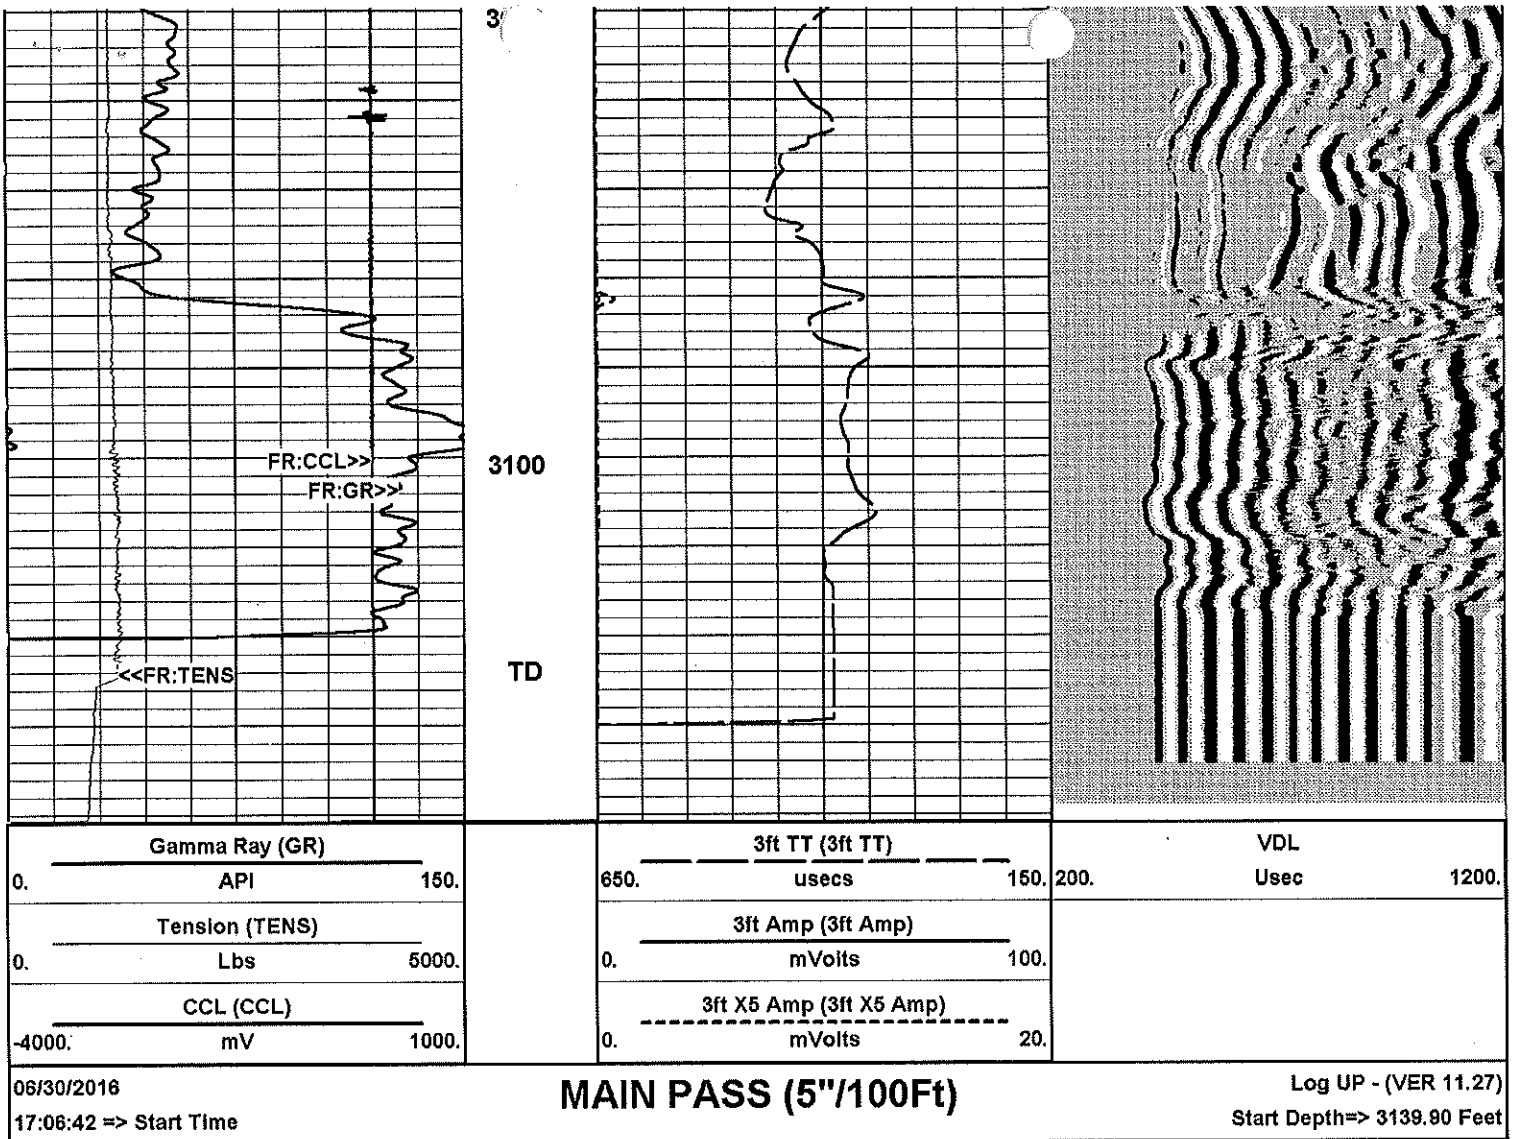 3
FR:CCL>>
3100
FR:GR>>
TD
<<FR:TENS
Gamma Ray (GR)
0. API 150.
Tension (TENS)
0. Lbs 5000.
CCL (CCL)
-4000. mV 1000.
3ft TT (3ft TT)
650. usecs 150.
3ft Amp (3ft Amp)
0. mVolts 100.
3ft X5 Amp (3ft X5 Amp)
0. mVolts 20.
VDL
200. Usec 1200.
06/30/2016
17:06:42 => Start Time
MAIN PASS (5"/100Ft)
Log UP - (VER 11.27)
Start Depth=> 3139.90 Feet